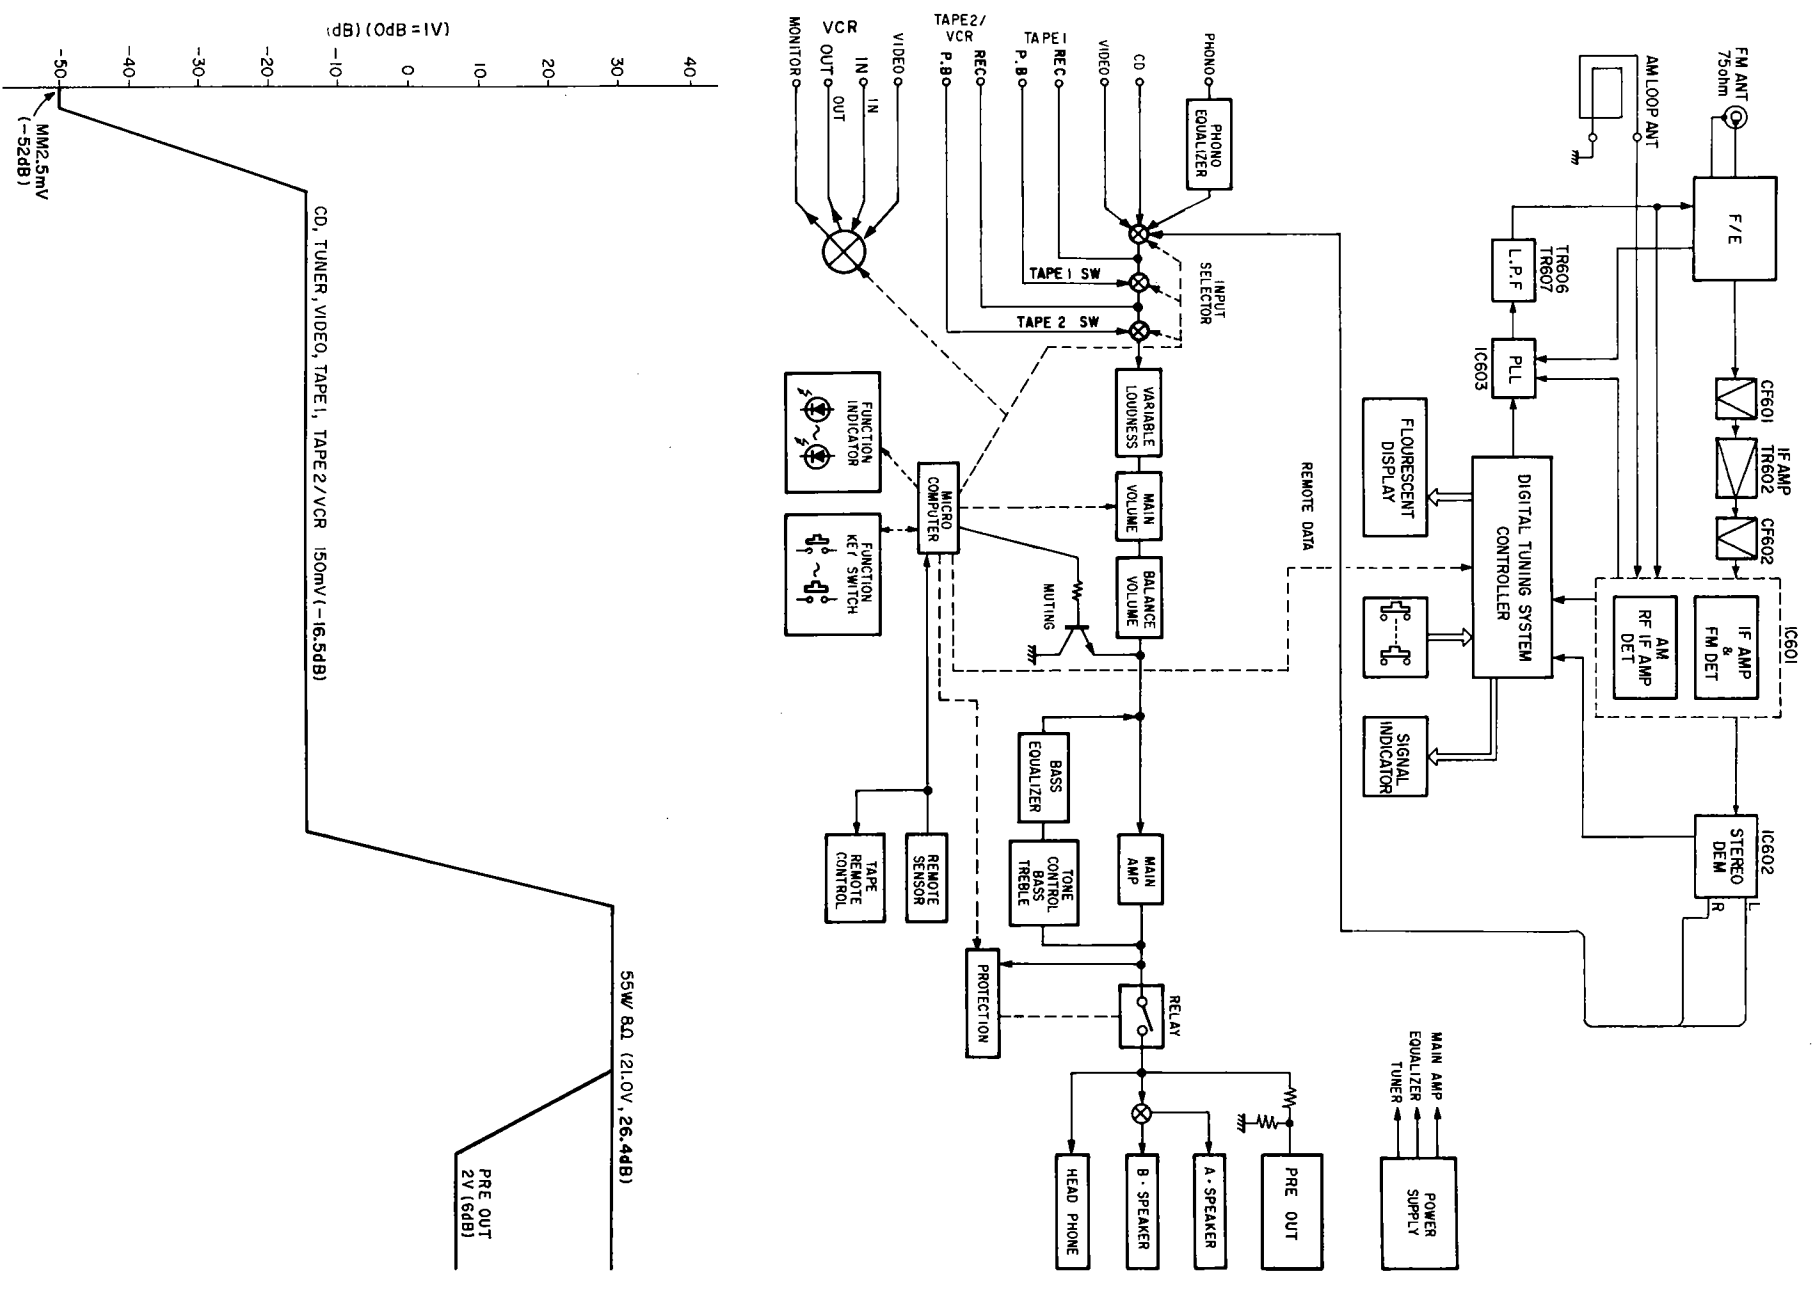 FM ANT
75ohm
AM LOOP ANT
F/E
CF601
IF AMP
TR602
CF602
IC601
IF AMP
&
FM DET
AM
RF IF AMP
DET
IC602
STEREO
DEM
L
R
TR606
TR607
L.P.F
PLL
IC603
DIGITAL TUNING SYSTEM
CONTROLLER
FLOURESCENT
DISPLAY
SIGNAL
INDICATOR
REMOTE DATA
MAIN AMP
EQUALIZER
TUNER
POWER
SUPPLY
PHONO
PHONO
EQUALIZER
CD
VIDEO
TAPE1
REC
P.B
TAPE2/
VCR
REC
P.B
INPUT
SELECTOR
TAPE 1 SW
TAPE 2 SW
VARIABLE
LOUDNESS
MAIN
VOLUME
BALANCE
VOLUME
MUTING
BASS
EQUALIZER
TONE
CONTROL
BASS
TREBLE
MAIN
AMP
RELAY
PROTECTION
PRE OUT
A・SPEAKER
B・SPEAKER
HEAD PHONE
VIDEO
VCR
IN
OUT
MONITOR
IN
OUT
MICRO
COMPUTER
FUNCTION
INDICATOR
FUNCTION
KEY SWITCH
REMOTE
SENSOR
TAPE
REMOTE
CONTROL
(dB)(0dB=1V)
40
30
20
10
0
-10
-20
-30
-40
-50
MM2.5mV
(-52dB)
CD, TUNER, VIDEO, TAPE1, TAPE2/VCR 150mV(-16.5dB)
55W/8Ω (21.0V, 26.4dB)
PRE OUT
2V(6dB)